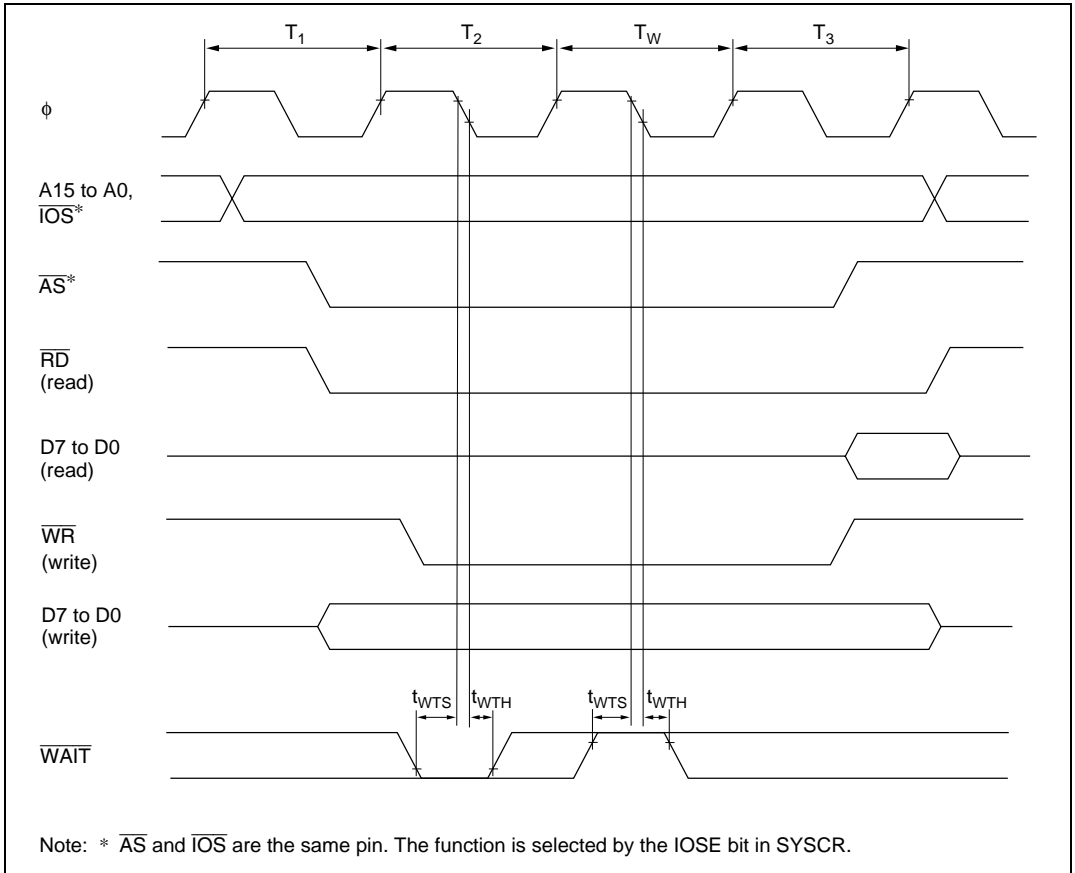 T1 T2 TW T3
φ
A15 to A0,
IOS*
AS*
RD
(read)
D7 to D0
(read)
WR
(write)
D7 to D0
(write)
tWTS tWTH tWTS tWTH
WAIT
Note: * AS and IOS are the same pin. The function is selected by the IOSE bit in SYSCR.